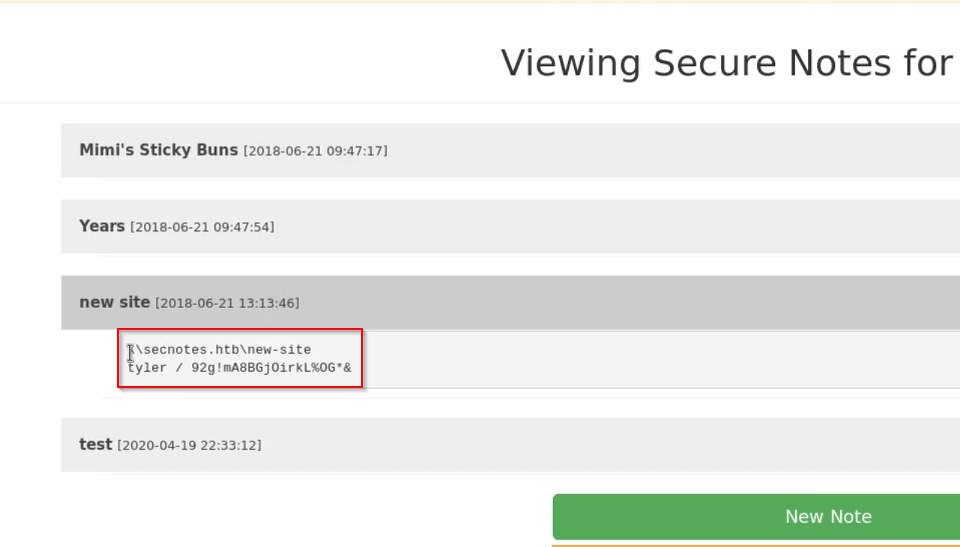 Viewing Secure Notes for
Mimi's Sticky Buns [2018-06-21 09:47:17]
Years [2018-06-21 09:47:54]
new site [2018-06-21 13:13:46]
\\secnotes.htb\new-site
tyler / 92g!mA8BGjOirkL%OG*&
test [2020-04-19 22:33:12]
New Note